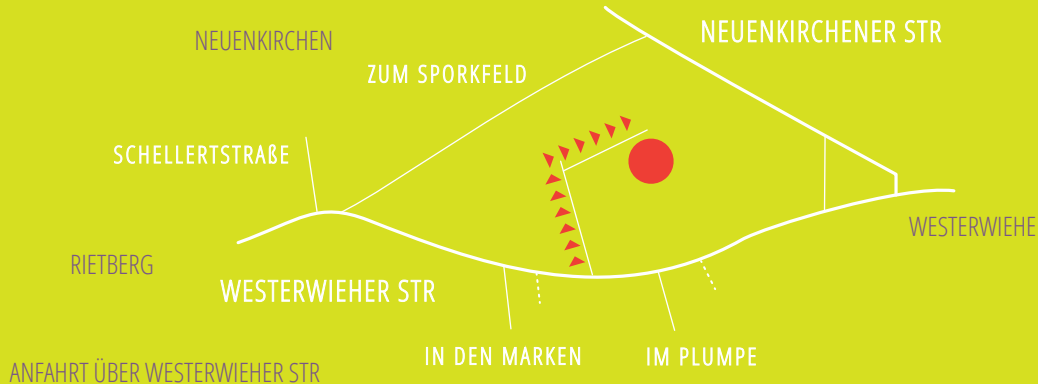 NEUENKIRCHENER STR
NEUENKIRCHEN
ZUM SPORKFELD
SCHELLERTSTRAßE
WESTERWIEHE
RIETBERG
WESTERWIEHER STR
IN DEN MARKEN
IM PLUMPE
ANFAHRT ÜBER WESTERWIEHER STR